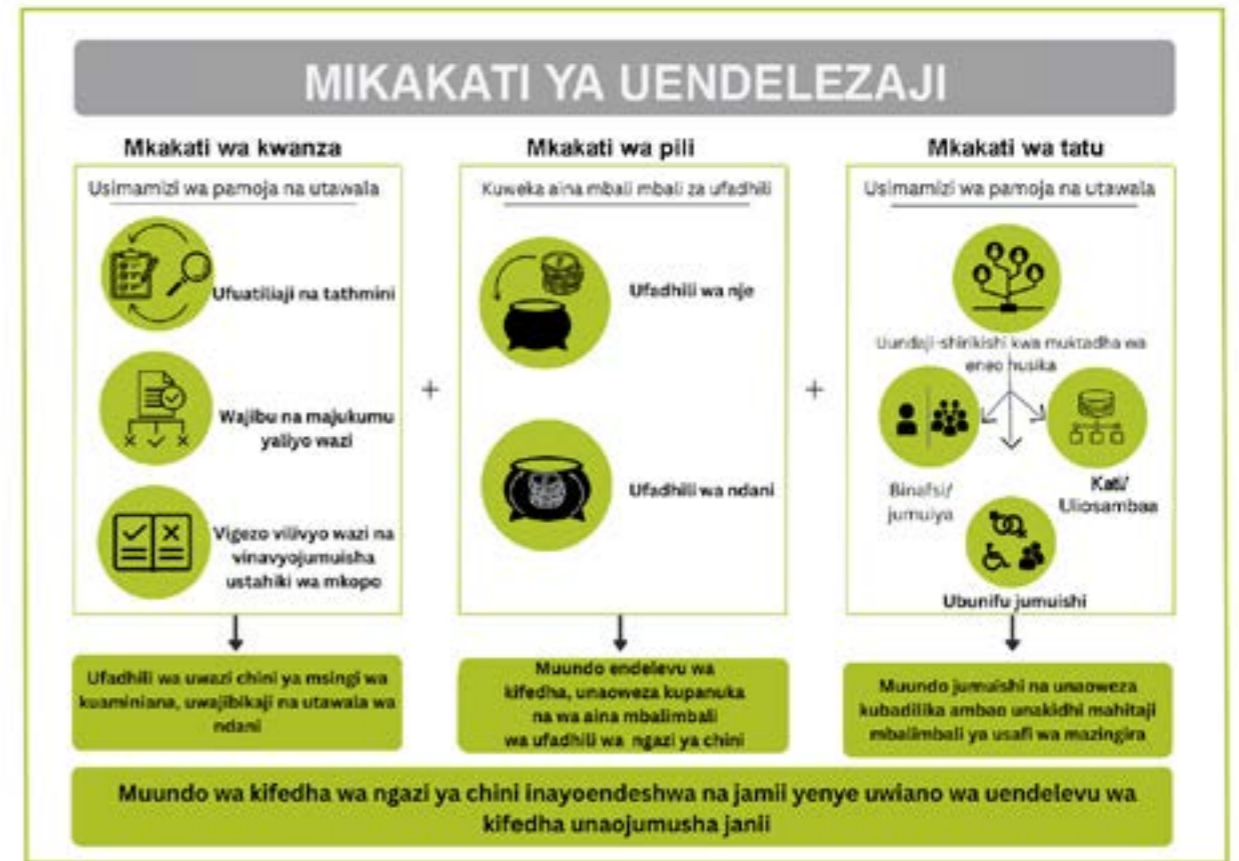 MIKAKATI YA UENDELEZAJI
Mkakati wa kwanza
Usimamizi wa pamoja na utawala
Ufuatiliaji na tathmini
Wajibu na majukumu
yaliyo wazi
Vigezo vilivyo wazi na
vinavyojumuisha
ustahiki wa mkopo
Ufadhili wa uwazi chini ya msingi wa
kuaminiana, uwajibikaji na utawala wa
ndani
+
Mkakati wa pili
Kuweka aina mbali mbali za ufadhili
Ufadhili wa nje
Ufadhili wa ndani
Muundo endelevu wa
kifedha, unaoweza kupanuka
na wa aina mbalimbali
wa ufadhili wa ngazi ya chini
+
Mkakati wa tatu
Usimamizi wa pamoja na utawala
Uundaji-shirikishi kwa muktadha wa
eneo husika
Binafsi/
jumuiya
Kati/
Uliosambaa
Ubunifu jumuishi
Muundo jumuishi na unaoweza
kubadilika ambao unakidhi mahitaji
mbalimbali ya usafi wa mazingira
Muundo wa kifedha wa ngazi ya chini inayoendeshwa na jamii yenye uwiano wa uendelevu wa
kifedha unaojumusha janii